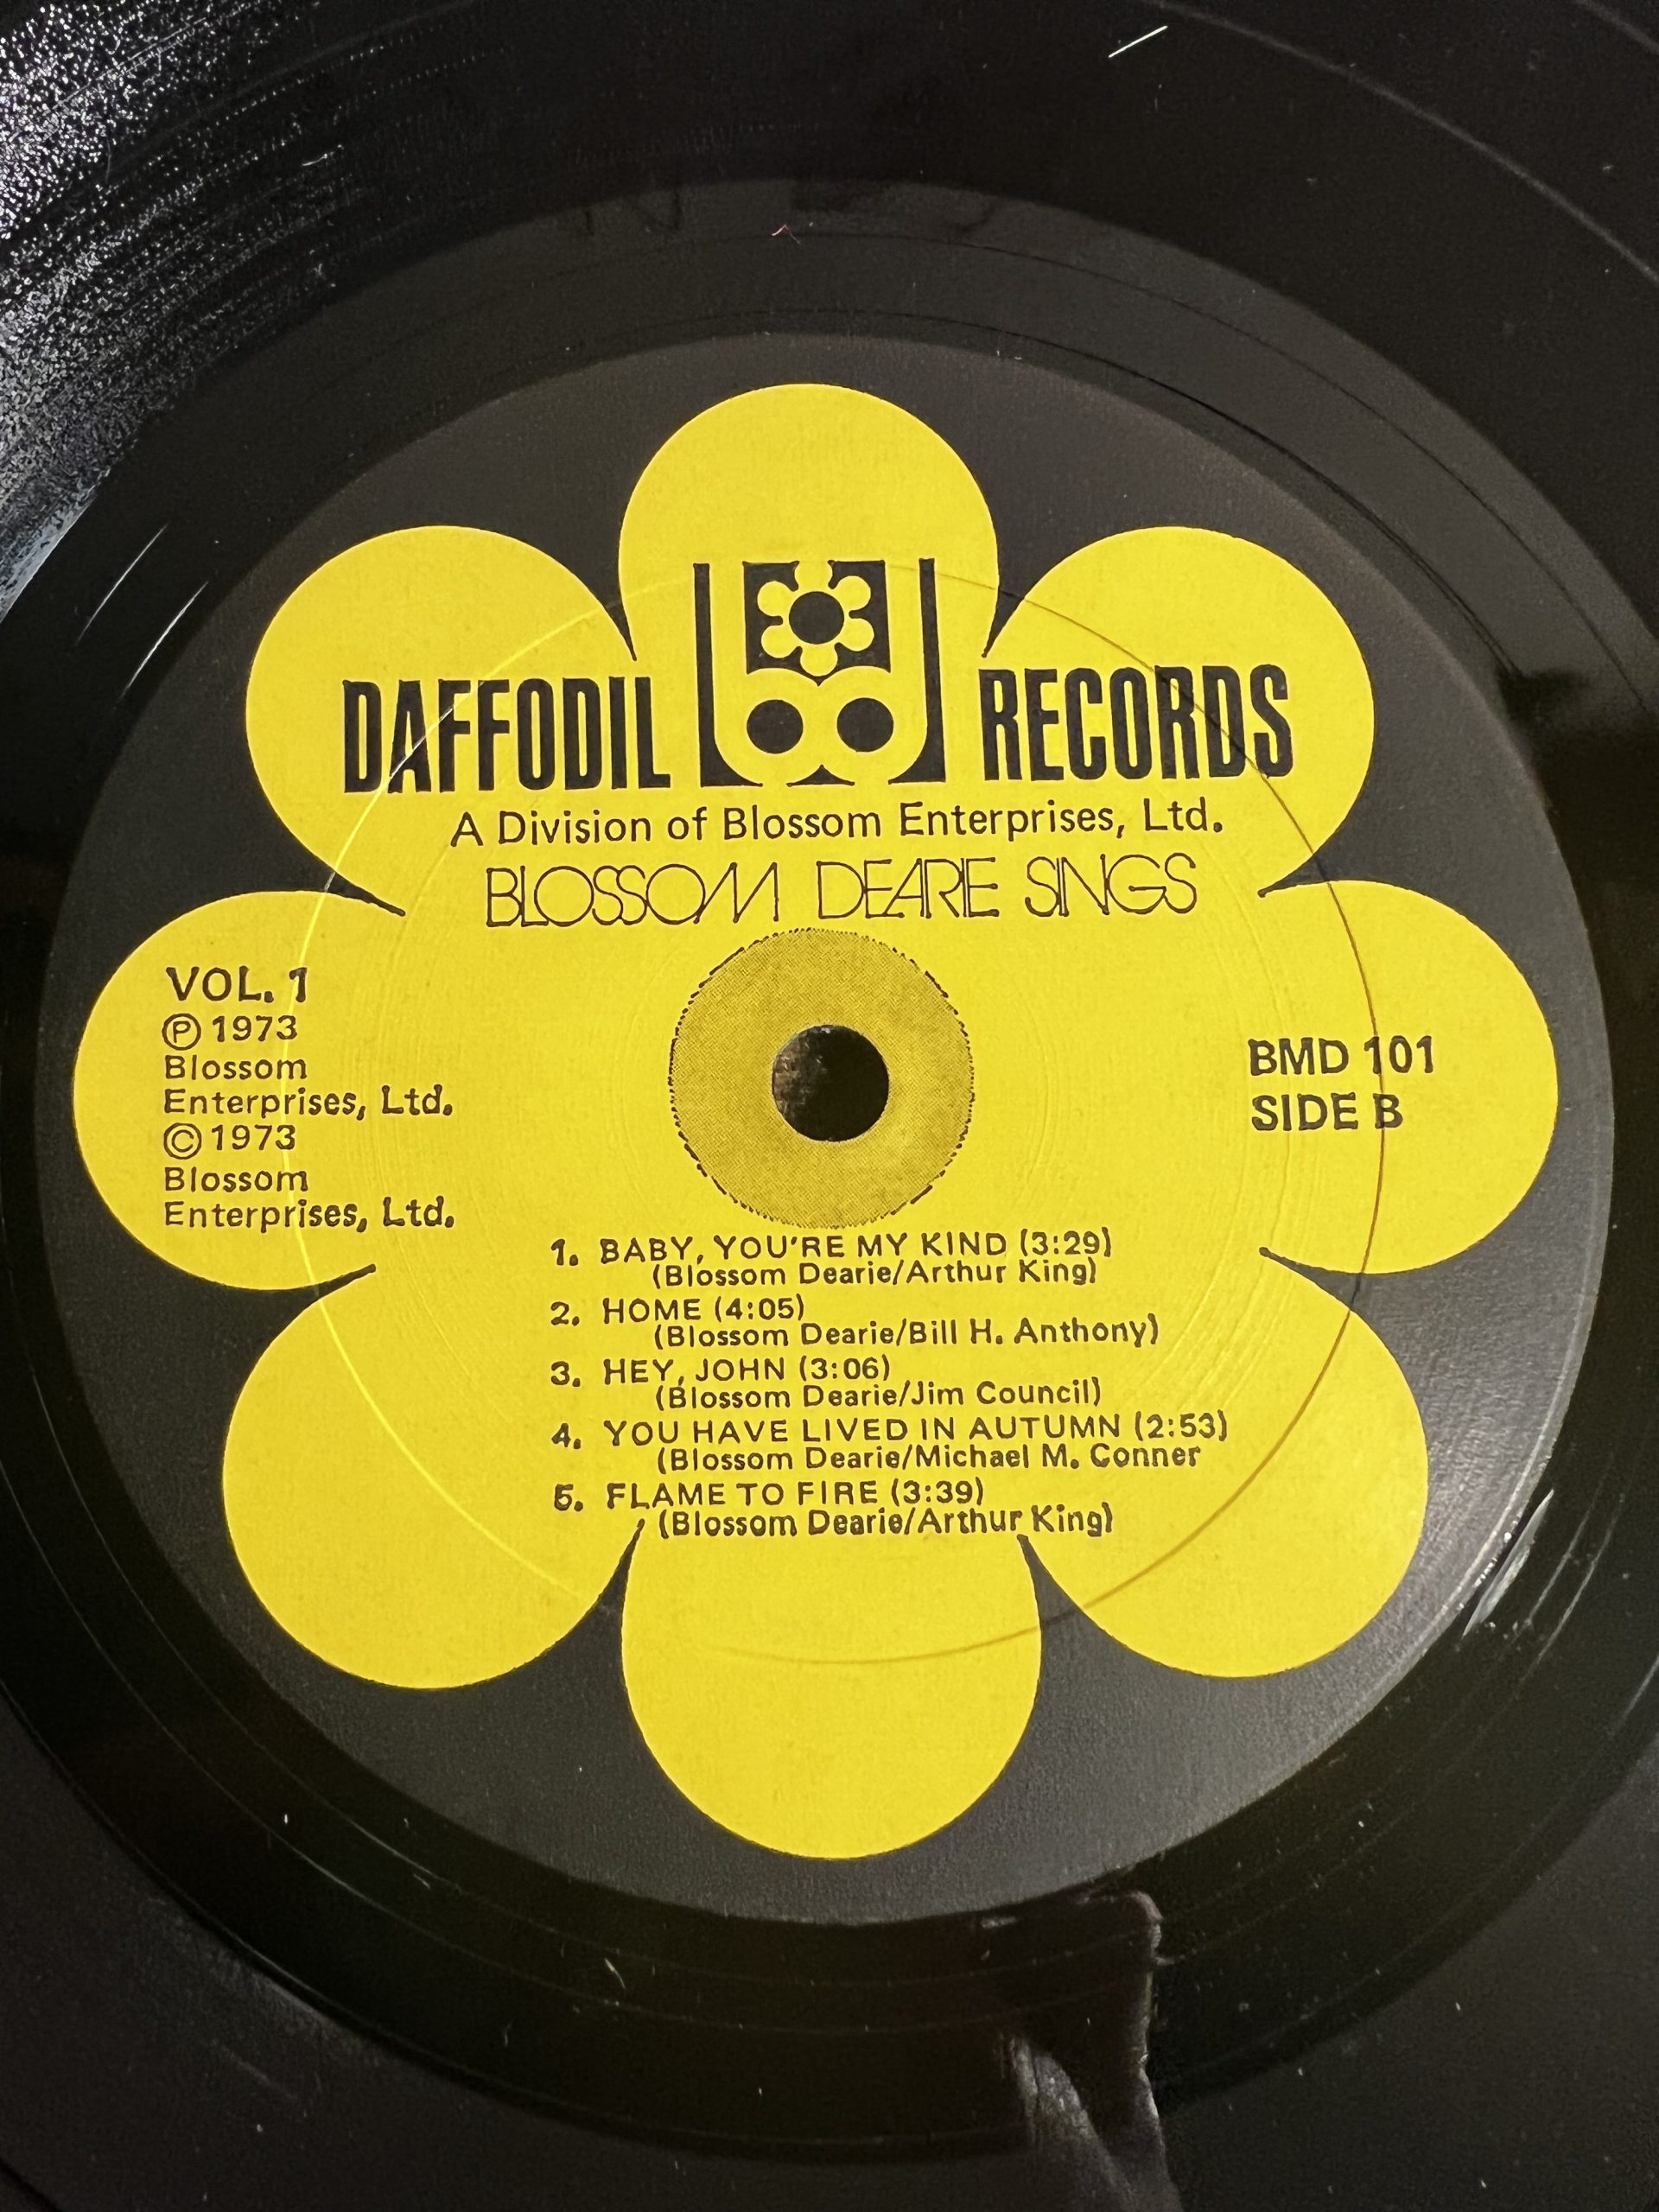 DAFFODIL RECORDS
A Division of Blossom Enterprises, Ltd.
BLOSSOM DEARIE SINGS
VOL. 1
℗ 1973
Blossom
Enterprises, Ltd.
© 1973
Blossom
Enterprises, Ltd.
BMD 101
SIDE B
1. BABY, YOU'RE MY KIND (3:29)
(Blossom Dearie/Arthur King)
2. HOME (4:05)
(Blossom Dearie/Bill H. Anthony)
3. HEY, JOHN (3:06)
(Blossom Dearie/Jim Council)
4. YOU HAVE LIVED IN AUTUMN (2:53)
(Blossom Dearie/Michael M. Conner
5. FLAME TO FIRE (3:39)
(Blossom Dearie/Arthur King)